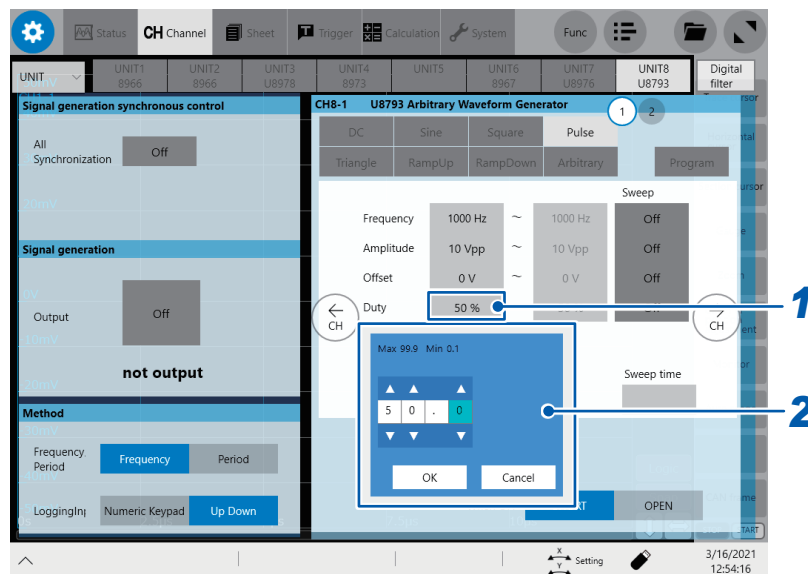 Status CH Channel Sheet Trigger Calculation System Func
UNIT UNIT1 UNIT2 UNIT3 UNIT4 UNIT5 UNIT6 UNIT7 UNIT8 Digital
8966 8966 U8978 8973 8967 U8976 U8793 filter
Signal generation synchronous control
All
Synchronization Off
Signal generation
Output Off
not output
Method
Frequency.
Period Frequency Period
LoggingInj Numeric Keypad Up Down
CH8-1 U8793 Arbitrary Waveform Generator 1 2
DC Sine Square Pulse
Triangle RampUp RampDown Arbitrary Program
Sweep
Frequency 1000 Hz ~ 1000 Hz Off
Amplitude 10 Vpp ~ 10 Vpp Off
Offset 0 V ~ 0 V Off
Duty 50 % Off
1
CH
CH
Max 99.9 Min 0.1
5 0 . 0
2
OK Cancel
Sweep time
OPEN
START
X
Y Setting
3/16/2021
12:54:16